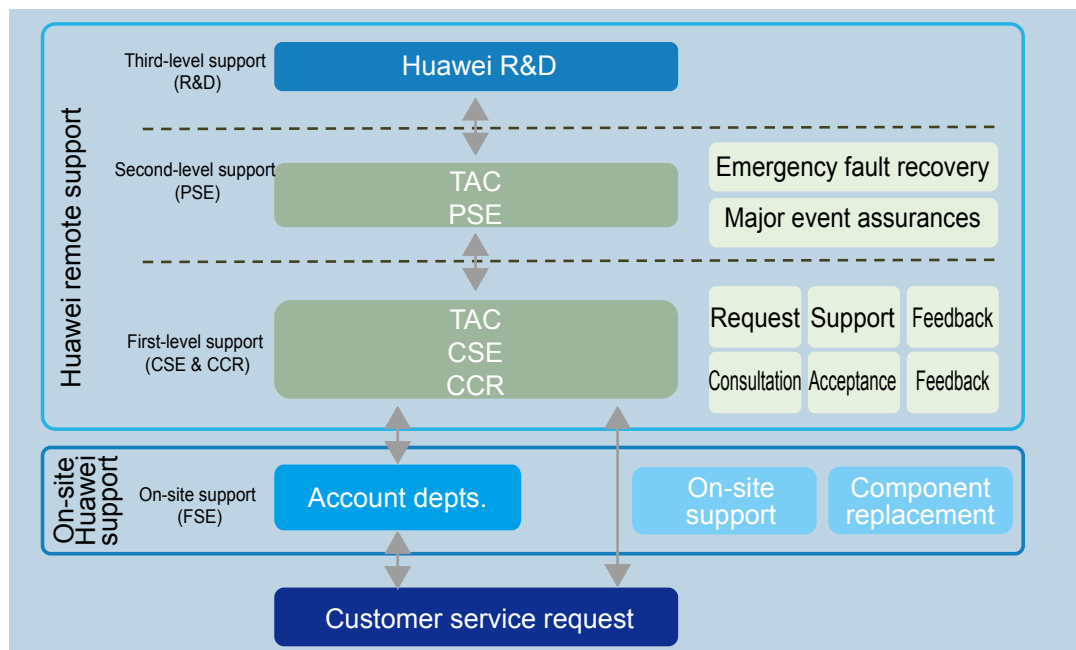 Huawei remote support
Third-level support
(R&D)
Huawei R&D
Second-level support
(PSE)
TAC
PSE
Emergency fault recovery
Major event assurances
First-level support
(CSE & CCR)
TAC
CSE
CCR
Request
Support
Feedback
Consultation
Acceptance
Feedback
On-site
Huawei
support
On-site support
(FSE)
Account depts.
On-site
support
Component
replacement
Customer service request